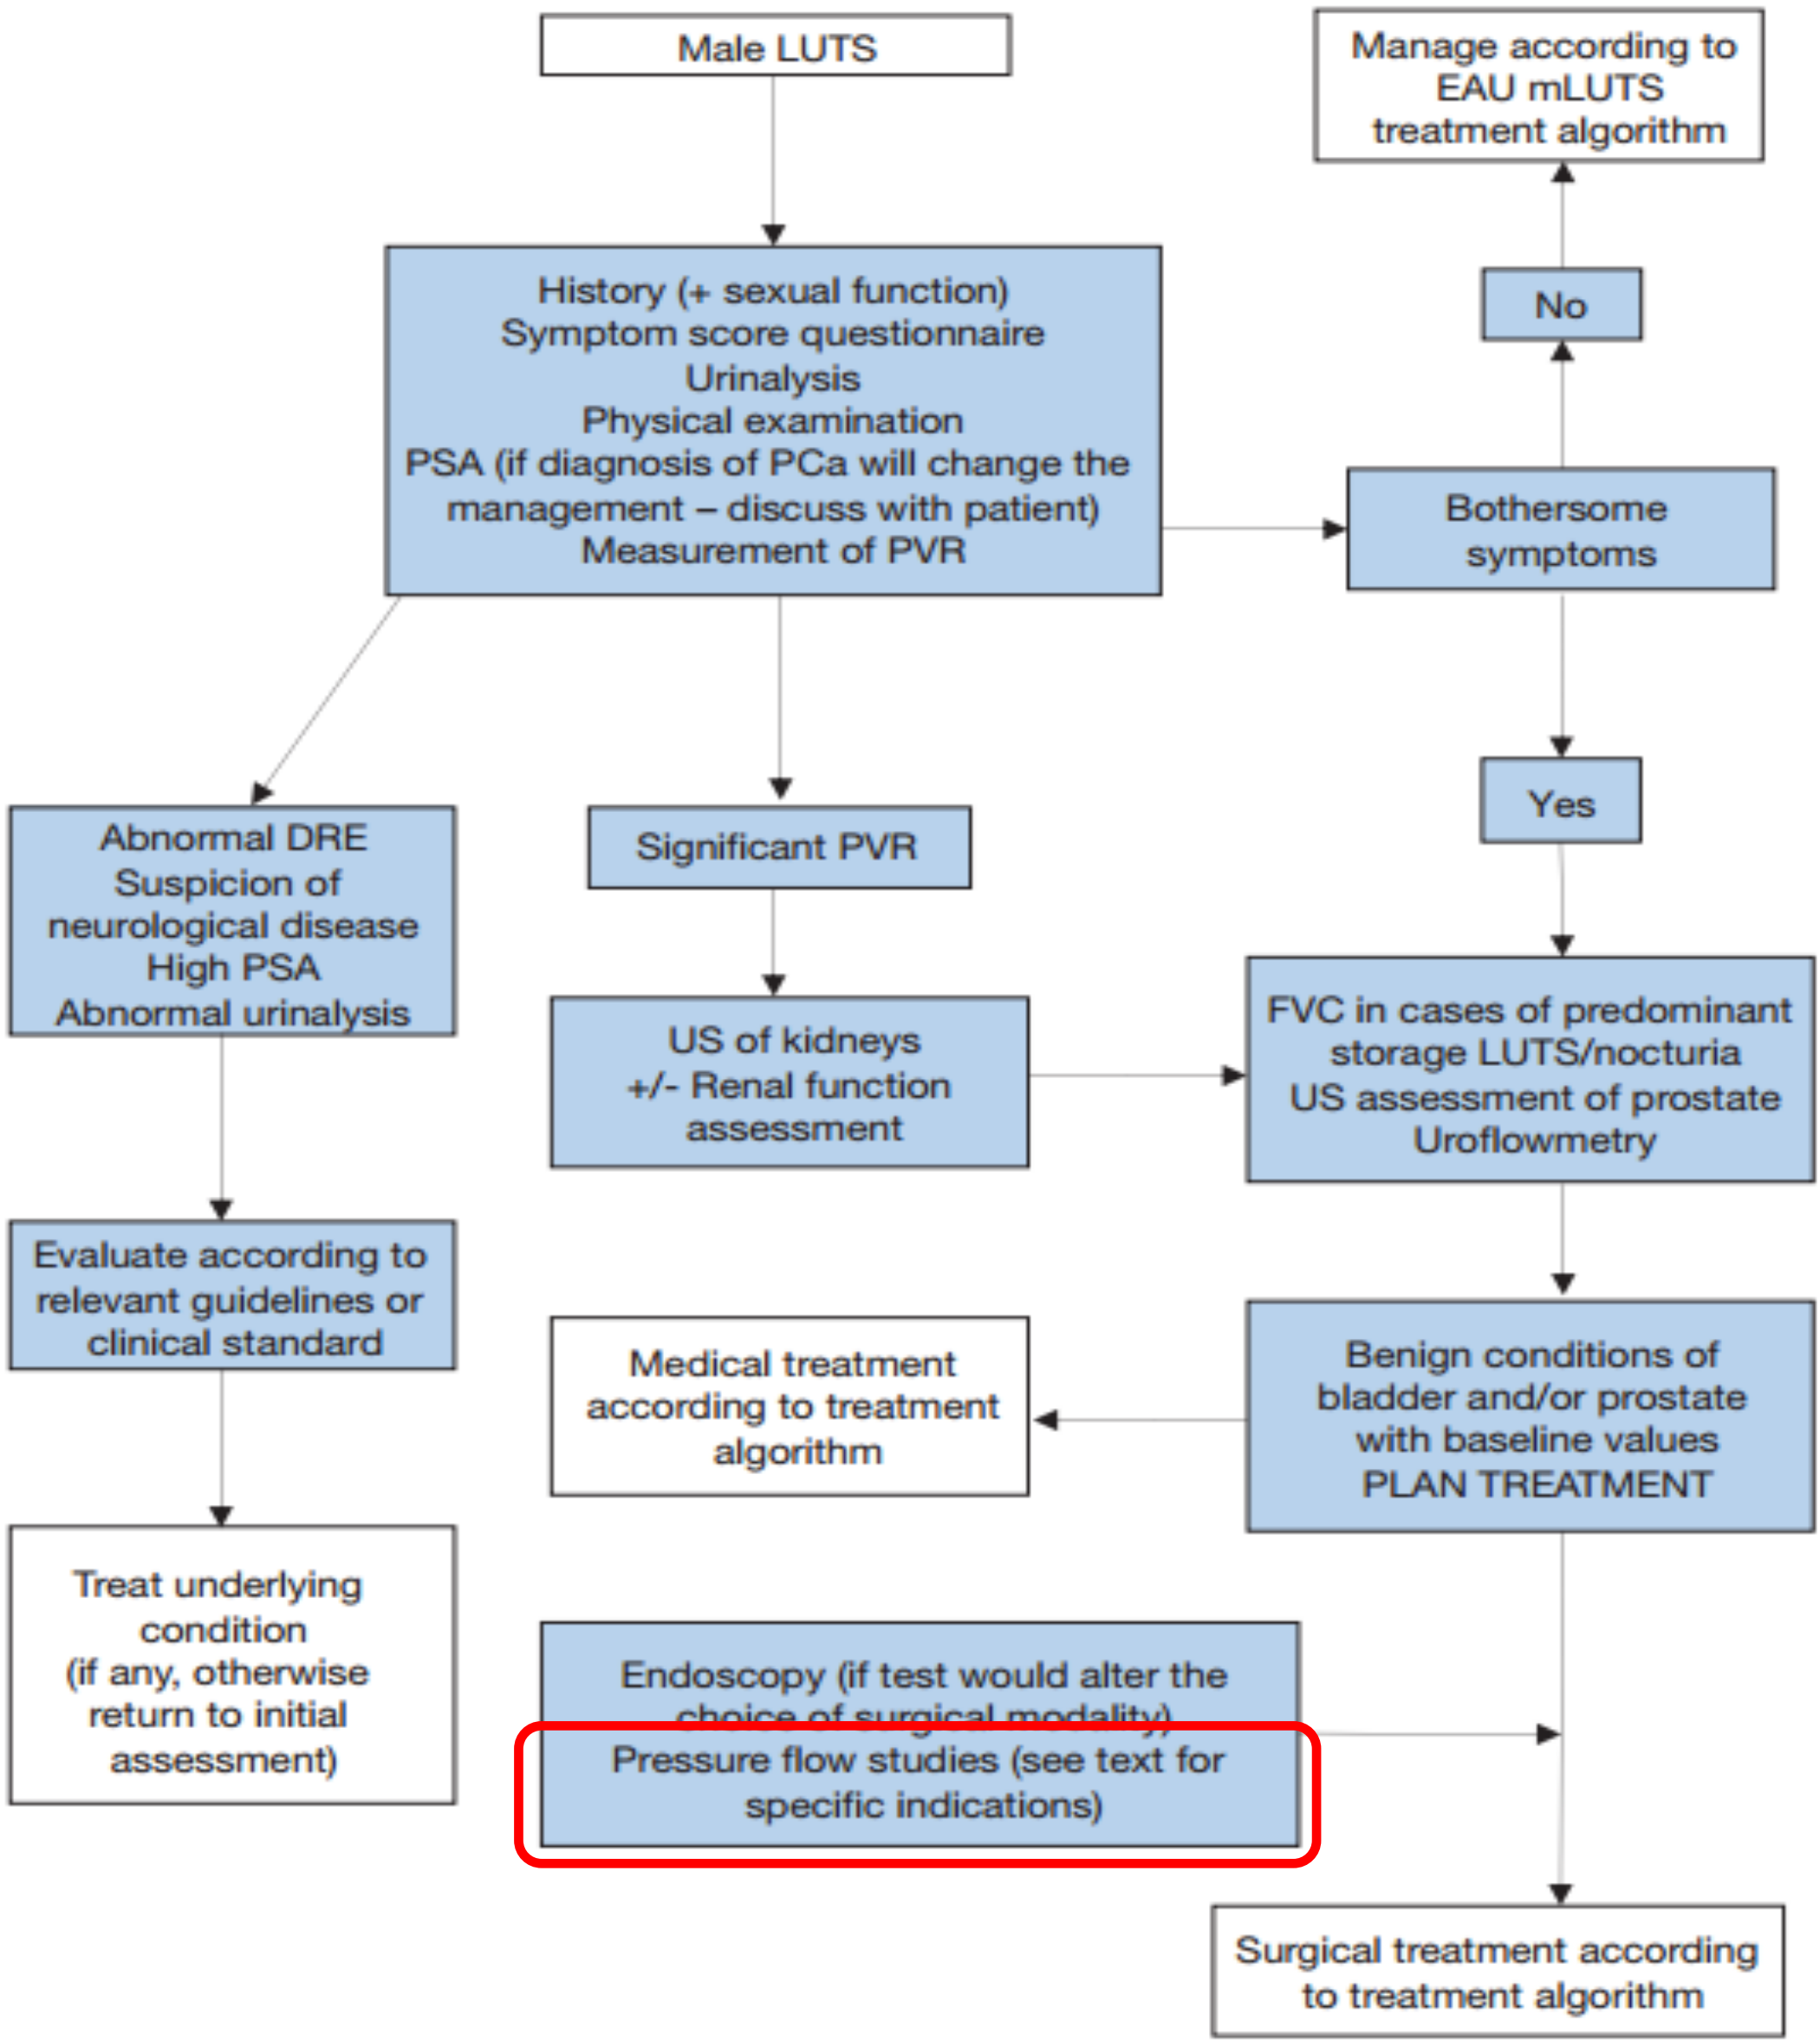 Male LUTS
Manage according to
EAU mLUTS
treatment algorithm
History (+ sexual function)
Symptom score questionnaire
Urinalysis
Physical examination
PSA (if diagnosis of PCa will change the
management – discuss with patient)
Measurement of PVR
No
Bothersome
symptoms
Yes
Abnormal DRE
Suspicion of
neurological disease
High PSA
Abnormal urinalysis
Significant PVR
US of kidneys
+/- Renal function
assessment
FVC in cases of predominant
storage LUTS/nocturia
US assessment of prostate
Uroflowmetry
Evaluate according to
relevant guidelines or
clinical standard
Medical treatment
according to treatment
algorithm
Benign conditions of
bladder and/or prostate
with baseline values
PLAN TREATMENT
Treat underlying
condition
(if any, otherwise
return to initial
assessment)
Endoscopy (if test would alter the
choice of surgical modality)
Pressure flow studies (see text for
specific indications)
Surgical treatment according
to treatment algorithm